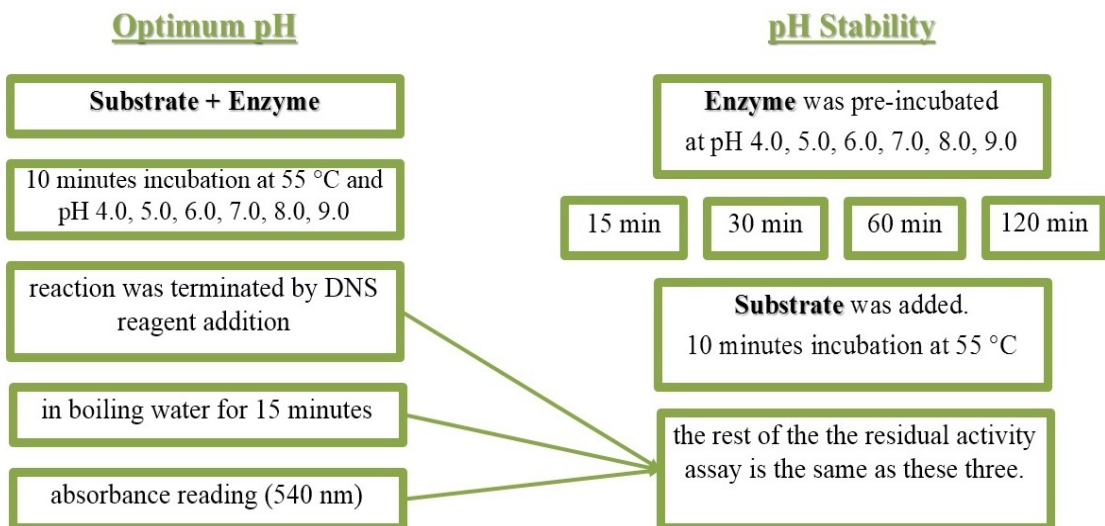 Optimum pH
Substrate + Enzyme
10 minutes incubation at 55 °C and
pH 4.0, 5.0, 6.0, 7.0, 8.0, 9.0
reaction was terminated by DNS
reagent addition
in boiling water for 15 minutes
absorbance reading (540 nm)
pH Stability
Enzyme was pre-incubated
at pH 4.0, 5.0, 6.0, 7.0, 8.0, 9.0
15 min
30 min
60 min
120 min
Substrate was added.
10 minutes incubation at 55 °C
the rest of the the residual activity
assay is the same as these three.